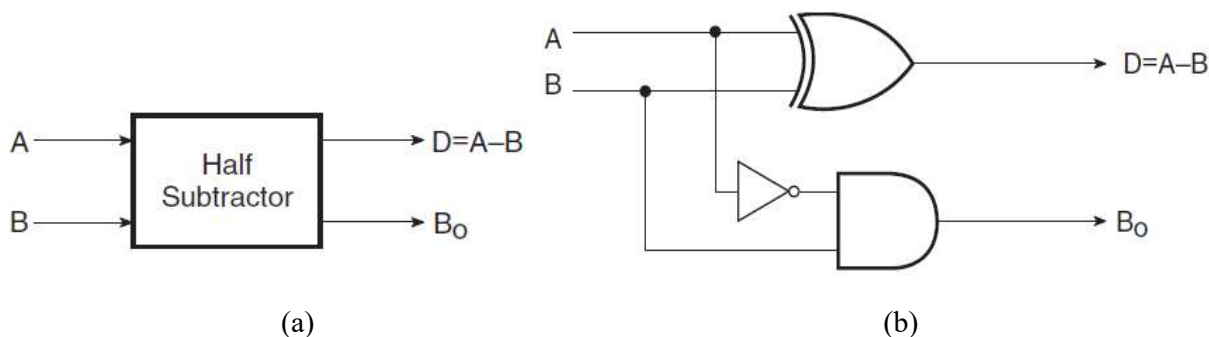 A
B
Half
Subtractor
D=A–B
Bo
(a)
A
B
D=A–B
Bo
(b)